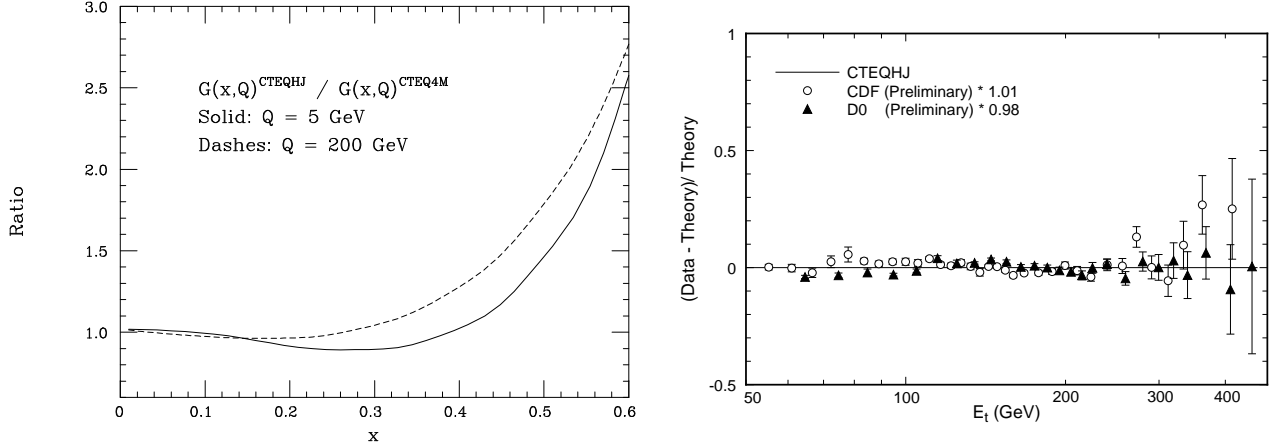 3.0
2.5
2.0
1.5
1.0
Ratio
G(x,Q)^CTEQHJ / G(x,Q)^CTEQ4M
Solid: Q = 5 GeV
Dashes: Q = 200 GeV
0 0.1 0.2 0.3 0.4 0.5 0.6
x
1
0.5
0
-0.5
(Data - Theory)/ Theory
CTEQHJ
CDF (Preliminary) * 1.01
D0 (Preliminary) * 0.98
50 100 200 300 400
E_t (GeV)